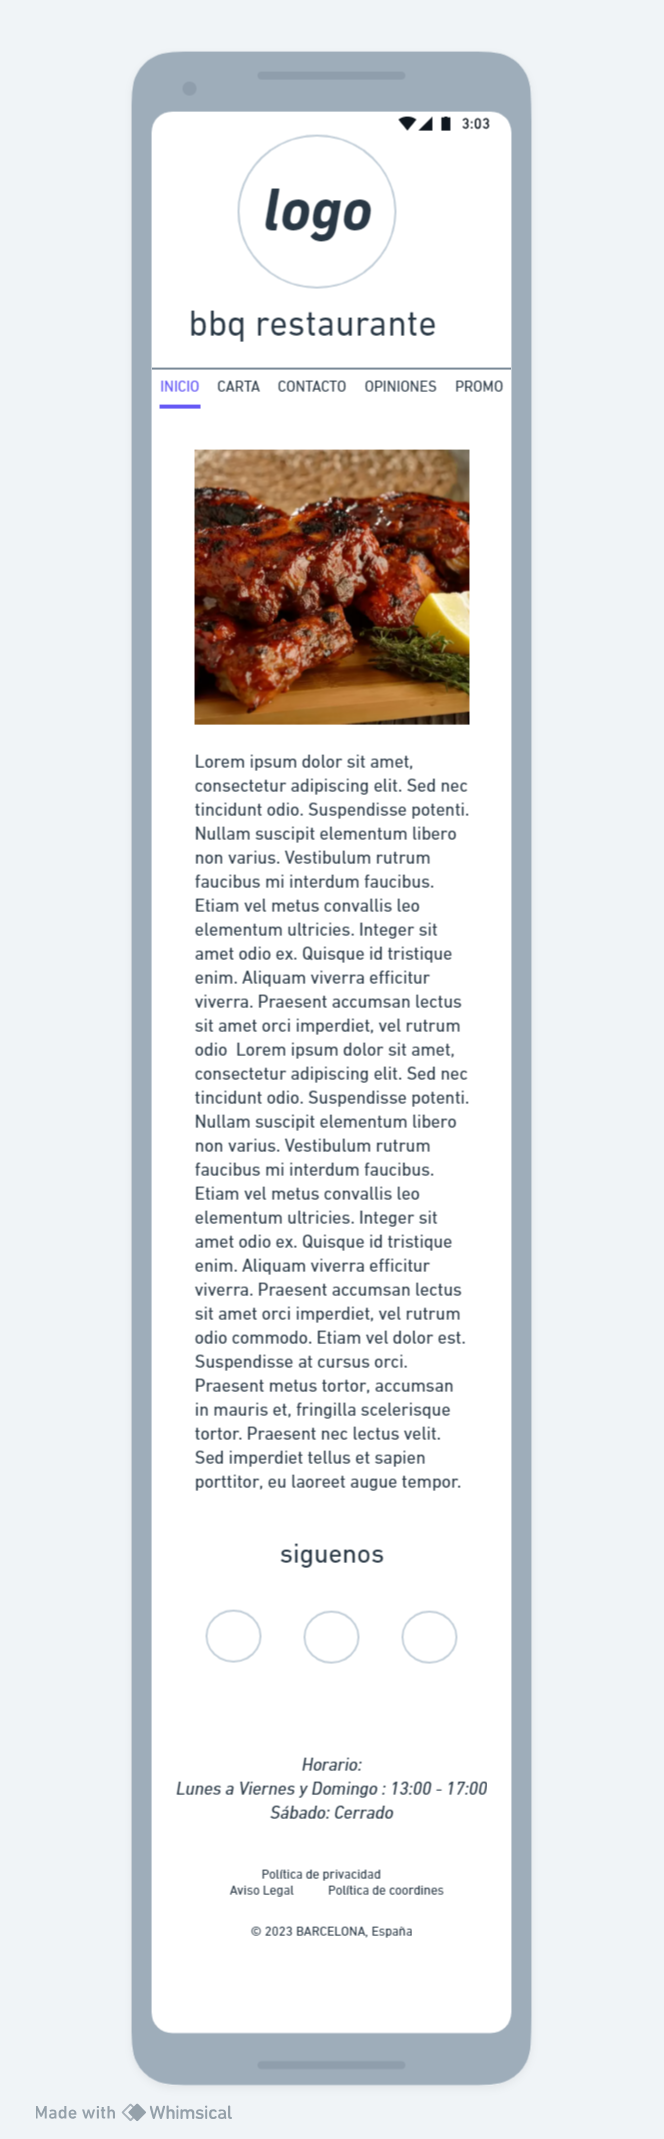 3:03
logo
bbq restaurante
INICIO CARTA CONTACTO OPINIONES PROMO
Lorem ipsum dolor sit amet,
consectetur adipiscing elit. Sed nec
tincidunt odio. Suspendisse potenti.
Nullam suscipit elementum libero
non varius. Vestibulum rutrum
faucibus mi interdum faucibus.
Etiam vel metus convallis leo
elementum ultricies. Integer sit
amet odio ex. Quisque id tristique
enim. Aliquam viverra efficitur
viverra. Praesent accumsan lectus
sit amet orci imperdiet, vel rutrum
odio  Lorem ipsum dolor sit amet,
consectetur adipiscing elit. Sed nec
tincidunt odio. Suspendisse potenti.
Nullam suscipit elementum libero
non varius. Vestibulum rutrum
faucibus mi interdum faucibus.
Etiam vel metus convallis leo
elementum ultricies. Integer sit
amet odio ex. Quisque id tristique
enim. Aliquam viverra efficitur
viverra. Praesent accumsan lectus
sit amet orci imperdiet, vel rutrum
odio commodo. Etiam vel dolor est.
Suspendisse at cursus orci.
Praesent metus tortor, accumsan
in mauris et, fringilla scelerisque
tortor. Praesent nec lectus velit.
Sed imperdiet tellus et sapien
porttitor, eu laoreet augue tempor.
siguenos
Horario:
Lunes a Viernes y Domingo : 13:00 - 17:00
Sábado: Cerrado
Política de privacidad
Aviso Legal Política de coordines
© 2023 BARCELONA, España
Made with Whimsical